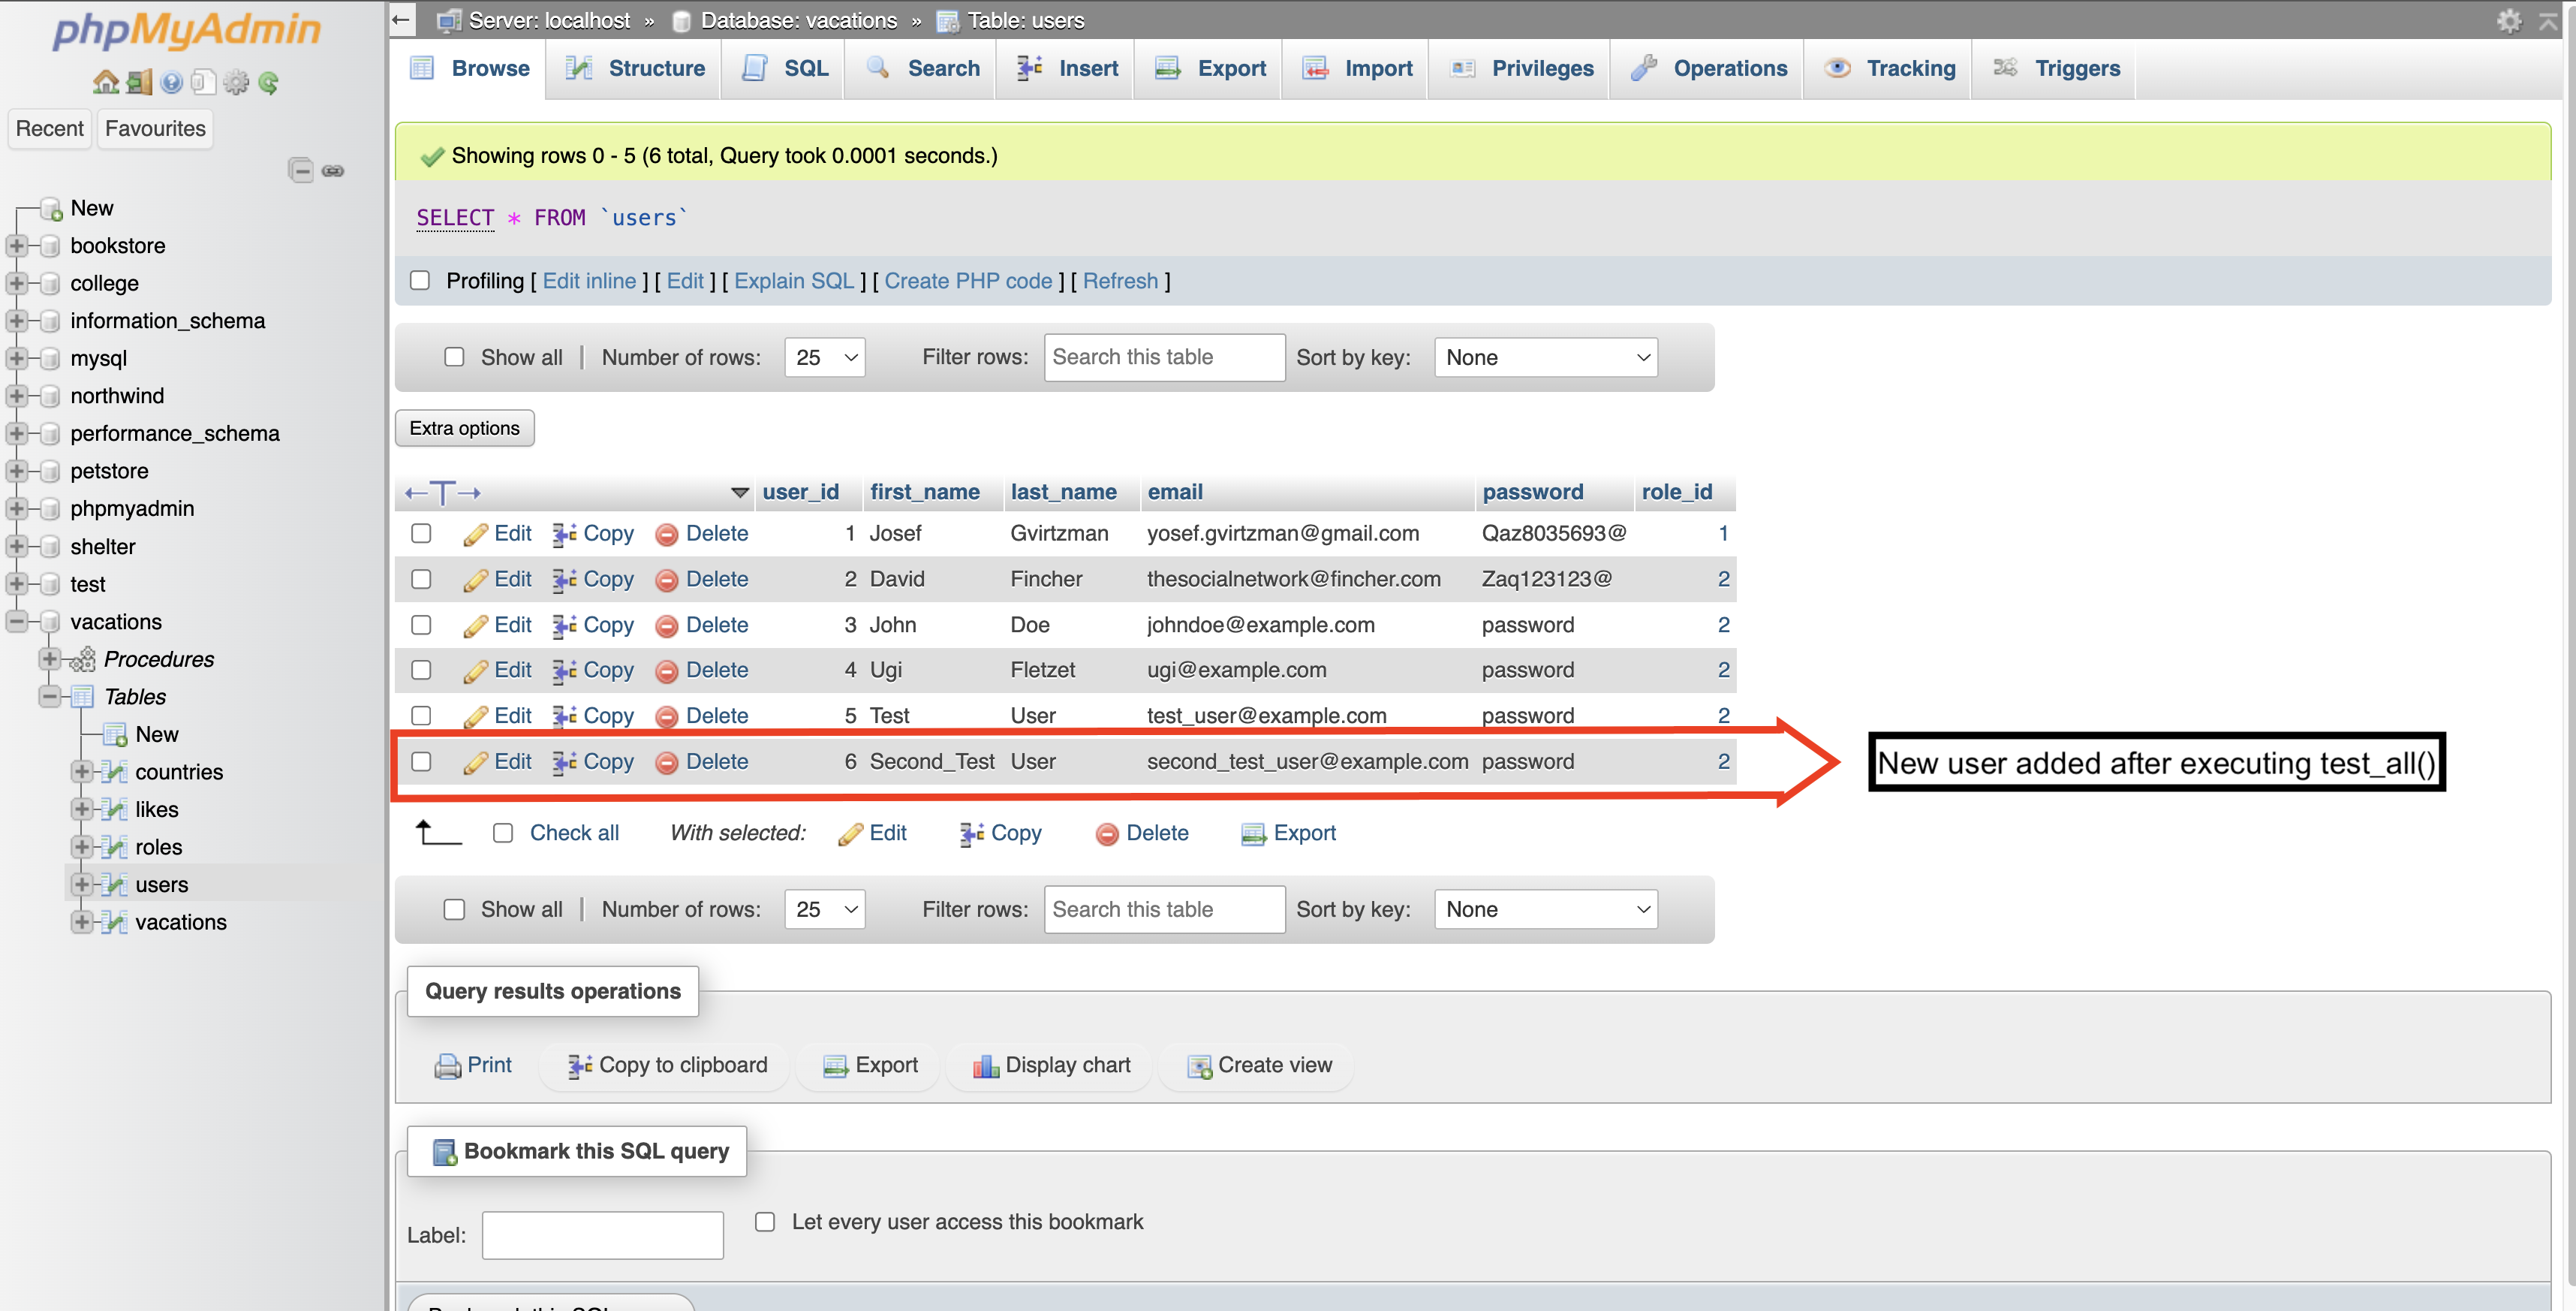 phpMyAdmin
Recent Favourites
New
bookstore
college
information_schema
mysql
northwind
performance_schema
petstore
phpmyadmin
shelter
test
vacations
Procedures
Tables
New
countries
likes
roles
users
vacations
Server: localhost » Database: vacations » Table: users
Browse Structure SQL Search Insert Export Import Privileges Operations Tracking Triggers
Showing rows 0 - 5 (6 total, Query took 0.0001 seconds.)
SELECT * FROM `users`
Profiling [ Edit inline ] [ Edit ] [ Explain SQL ] [ Create PHP code ] [ Refresh ]
Show all | Number of rows: 25 Filter rows: Search this table Sort by key: None
Extra options
user_id first_name last_name email password role_id
Edit Copy Delete 1 Josef Gvirtzman yosef.gvirtzman@gmail.com Qaz8035693@ 1
Edit Copy Delete 2 David Fincher thesocialnetwork@fincher.com Zaq123123@ 2
Edit Copy Delete 3 John Doe johndoe@example.com password 2
Edit Copy Delete 4 Ugi Fletzet ugi@example.com password 2
Edit Copy Delete 5 Test User test_user@example.com password 2
Edit Copy Delete 6 Second_Test User second_test_user@example.com password 2
New user added after executing test_all()
Check all With selected: Edit Copy Delete Export
Show all | Number of rows: 25 Filter rows: Search this table Sort by key: None
Query results operations
Print Copy to clipboard Export Display chart Create view
Bookmark this SQL query
Label: Let every user access this bookmark